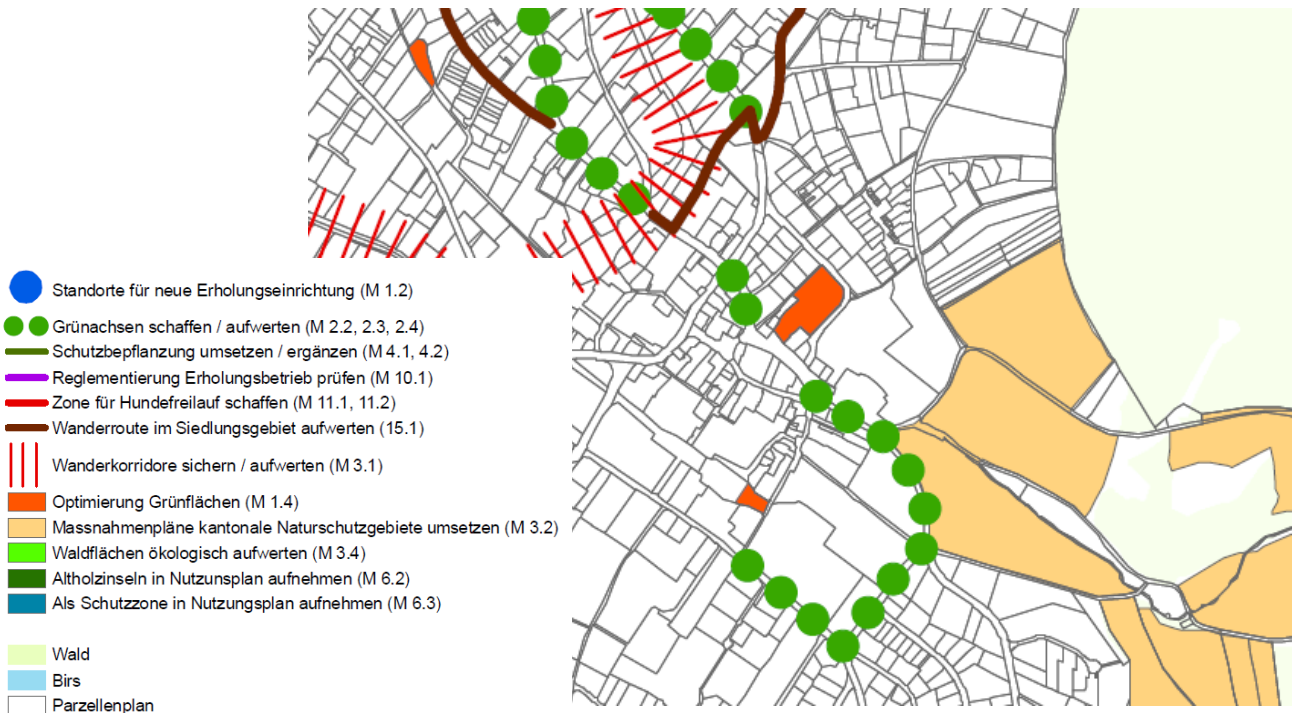 Standorte für neue Erholungseinrichtung (M 1.2)
Grünachsen schaffen / aufwerten (M 2.2, 2.3, 2.4)
Schutzbepflanzung umsetzen / ergänzen (M 4.1, 4.2)
Reglementierung Erholungsbetrieb prüfen (M 10.1)
Zone für Hundefreilauf schaffen (M 11.1, 11.2)
Wanderroute im Siedlungsgebiet aufwerten (15.1)
Wanderkorridore sichern / aufwerten (M 3.1)
Optimierung Grünflächen (M 1.4)
Massnahmenpläne kantonale Naturschutzgebiete umsetzen (M 3.2)
Waldflächen ökologisch aufwerten (M 3.4)
Altholzinseln in Nutzunsplan aufnehmen (M 6.2)
Als Schutzzone in Nutzungsplan aufnehmen (M 6.3)
Wald
Birs
Parzellenplan